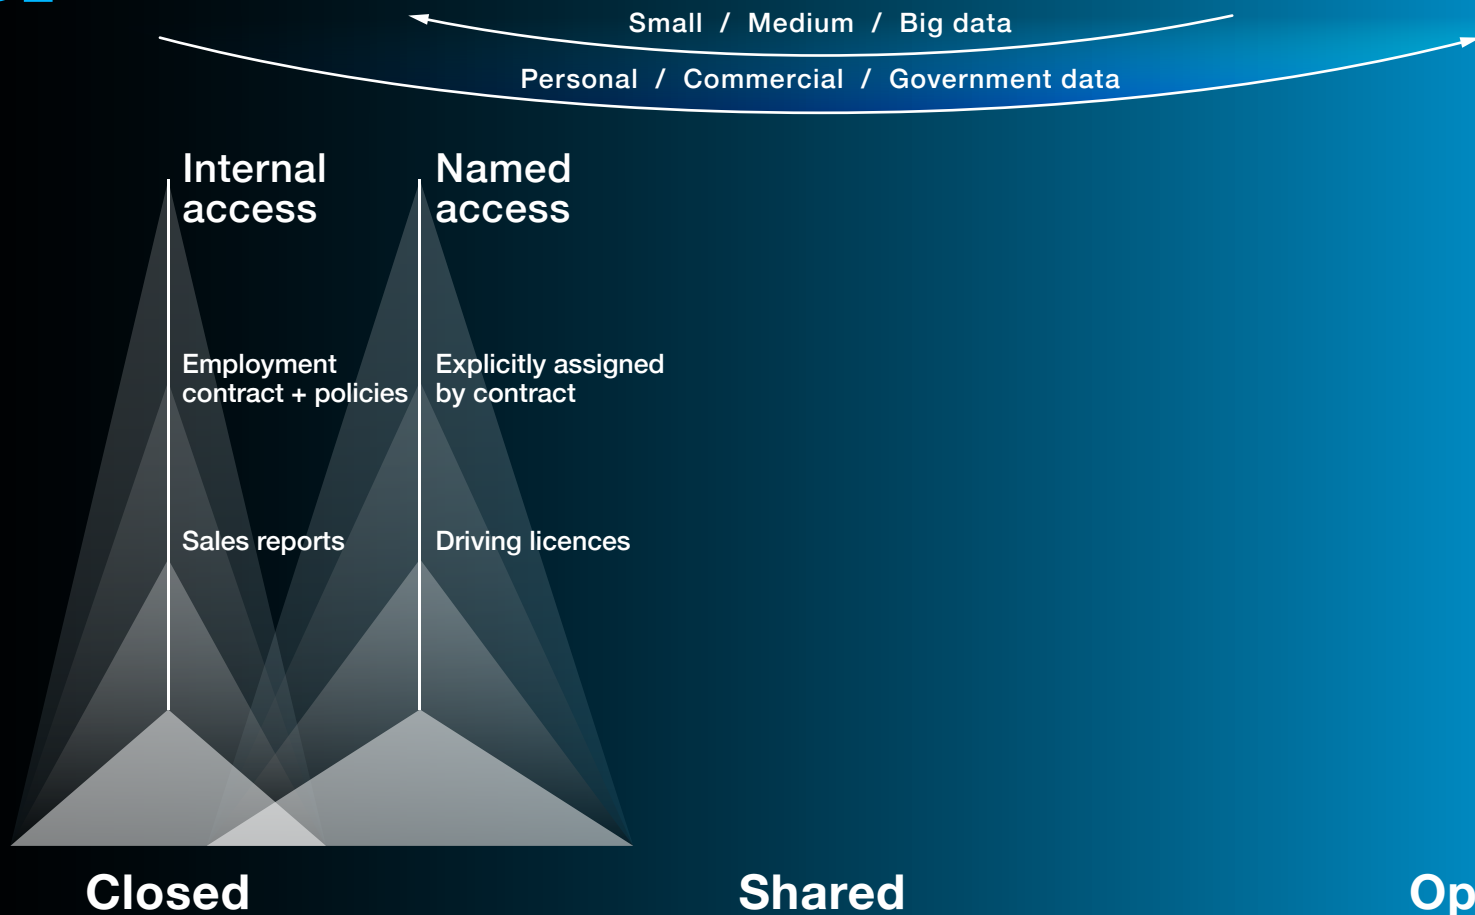 Small / Medium / Big data
Personal / Commercial / Government data
Internal
access
Named
access
Employment
contract + policies
Explicitly assigned
by contract
Sales reports
Driving licences
Closed
Shared
Op